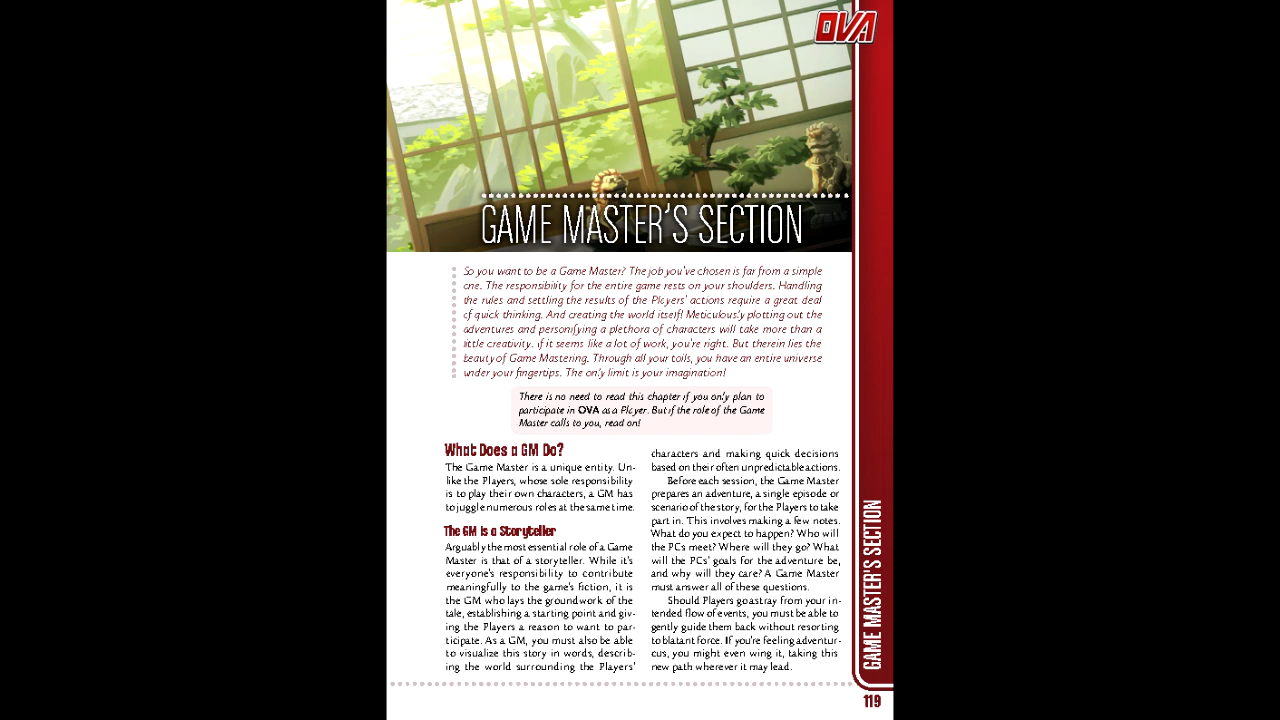 OVA
GAME MASTER'S SECTION
So you want to be a Game Master? The job you've chosen is far from a simple
one. The responsibility for the entire game rests on your shoulders. Handling
the rules and settling the results of the Players' actions require a great deal
of quick thinking. And creating the world itself! Meticulously plotting out the
adventures and personifying a plethora of characters will take more than a
little creativity. If it seems like a lot of work, you're right. But therein lies the
beauty of Game Mastering. Through all your toils, you have an entire universe
under your fingertips. The only limit is your imagination!
There is no need to read this chapter if you only plan to
participate in OVA as a Player. But if the role of the Game
Master calls to you, read on!
What Does a GM Do?
The Game Master is a unique entity. Un-
like the Players, whose sole responsibility
is to play their own characters, a GM has
to juggle numerous roles at the same time.
The GM is a Storyteller
Arguably the most essential role of a Game
Master is that of a storyteller. While it's
everyone's responsibility to contribute
meaningfully to the game's fiction, it is
the GM who lays the groundwork of the
tale, establishing a starting point and giv-
ing the Players a reason to want to par-
ticipate. As a GM, you must also be able
to visualize this story in words, describ-
ing the world surrounding the Players'
characters and making quick decisions
based on their often unpredictable actions.
Before each session, the Game Master
prepares an adventure, a single episode or
scenario of the story, for the Players to take
part in. This involves making a few notes.
What do you expect to happen? Who will
the PCs meet? Where will they go? What
will the PCs' goals for the adventure be,
and why will they care? A Game Master
must answer all of these questions.
Should Players go astray from your in-
tended flow of events, you must be able to
gently guide them back without resorting
to blatant force. If you're feeling adventur-
ous, you might even wing it, taking this
new path wherever it may lead.
GAME MASTER'S SECTION
119